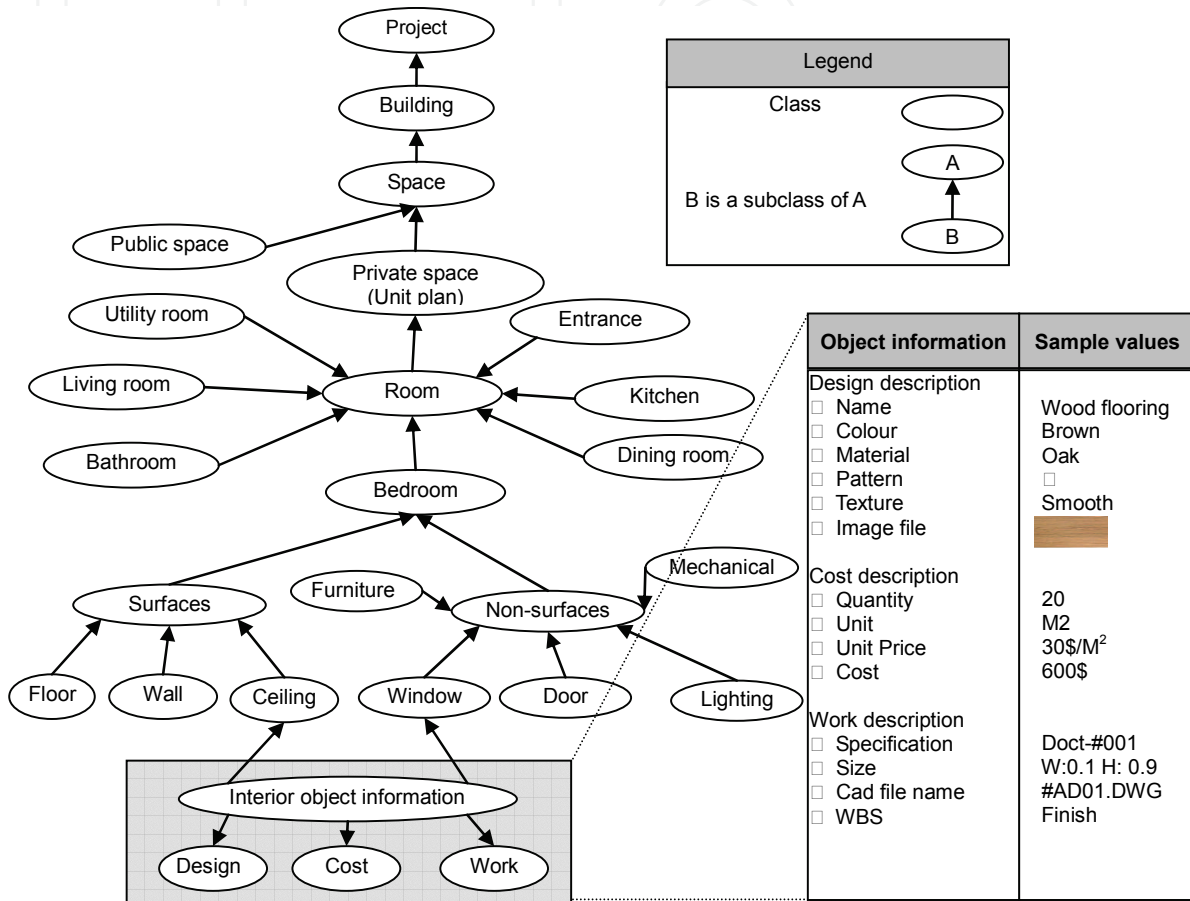 Project
Building
Space
Public space
Private space
(Unit plan)
Utility room
Entrance
Living room
Room
Kitchen
Bathroom
Dining room
Bedroom
Mechanical
Furniture
Surfaces
Non-surfaces
Floor
Wall
Ceiling
Window
Door
Lighting
Interior object information
Design
Cost
Work
Legend
Class
A
B is a subclass of A
B
Object information Sample values
Design description
□ Name Wood flooring
□ Colour Brown
□ Material Oak
□ Pattern □
□ Texture Smooth
□ Image file
Cost description
□ Quantity 20
□ Unit M2
□ Unit Price 30$/M²
□ Cost 600$
Work description
□ Specification Doct-#001
□ Size W:0.1 H: 0.9
□ Cad file name #AD01.DWG
□ WBS Finish